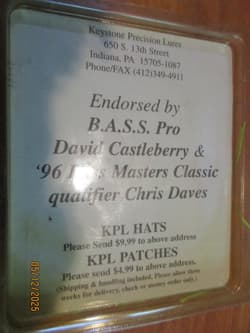 Keystone Precision Lures
650 S. 13th Street
Indiana, PA 15705-1087
Phone/FAX (412)349-4911
Endorsed by
B.A.S.S. Pro
David Castleberry &
'96 Bass Masters Classic
qualifier Chris Daves
KPL HATS
Please Send $9.99 to above address
KPL PATCHES
Please send $4.99 to above address.
(Shipping & handling included. Please allow three
weeks for delivery, check or money order only.)
05/12/2025